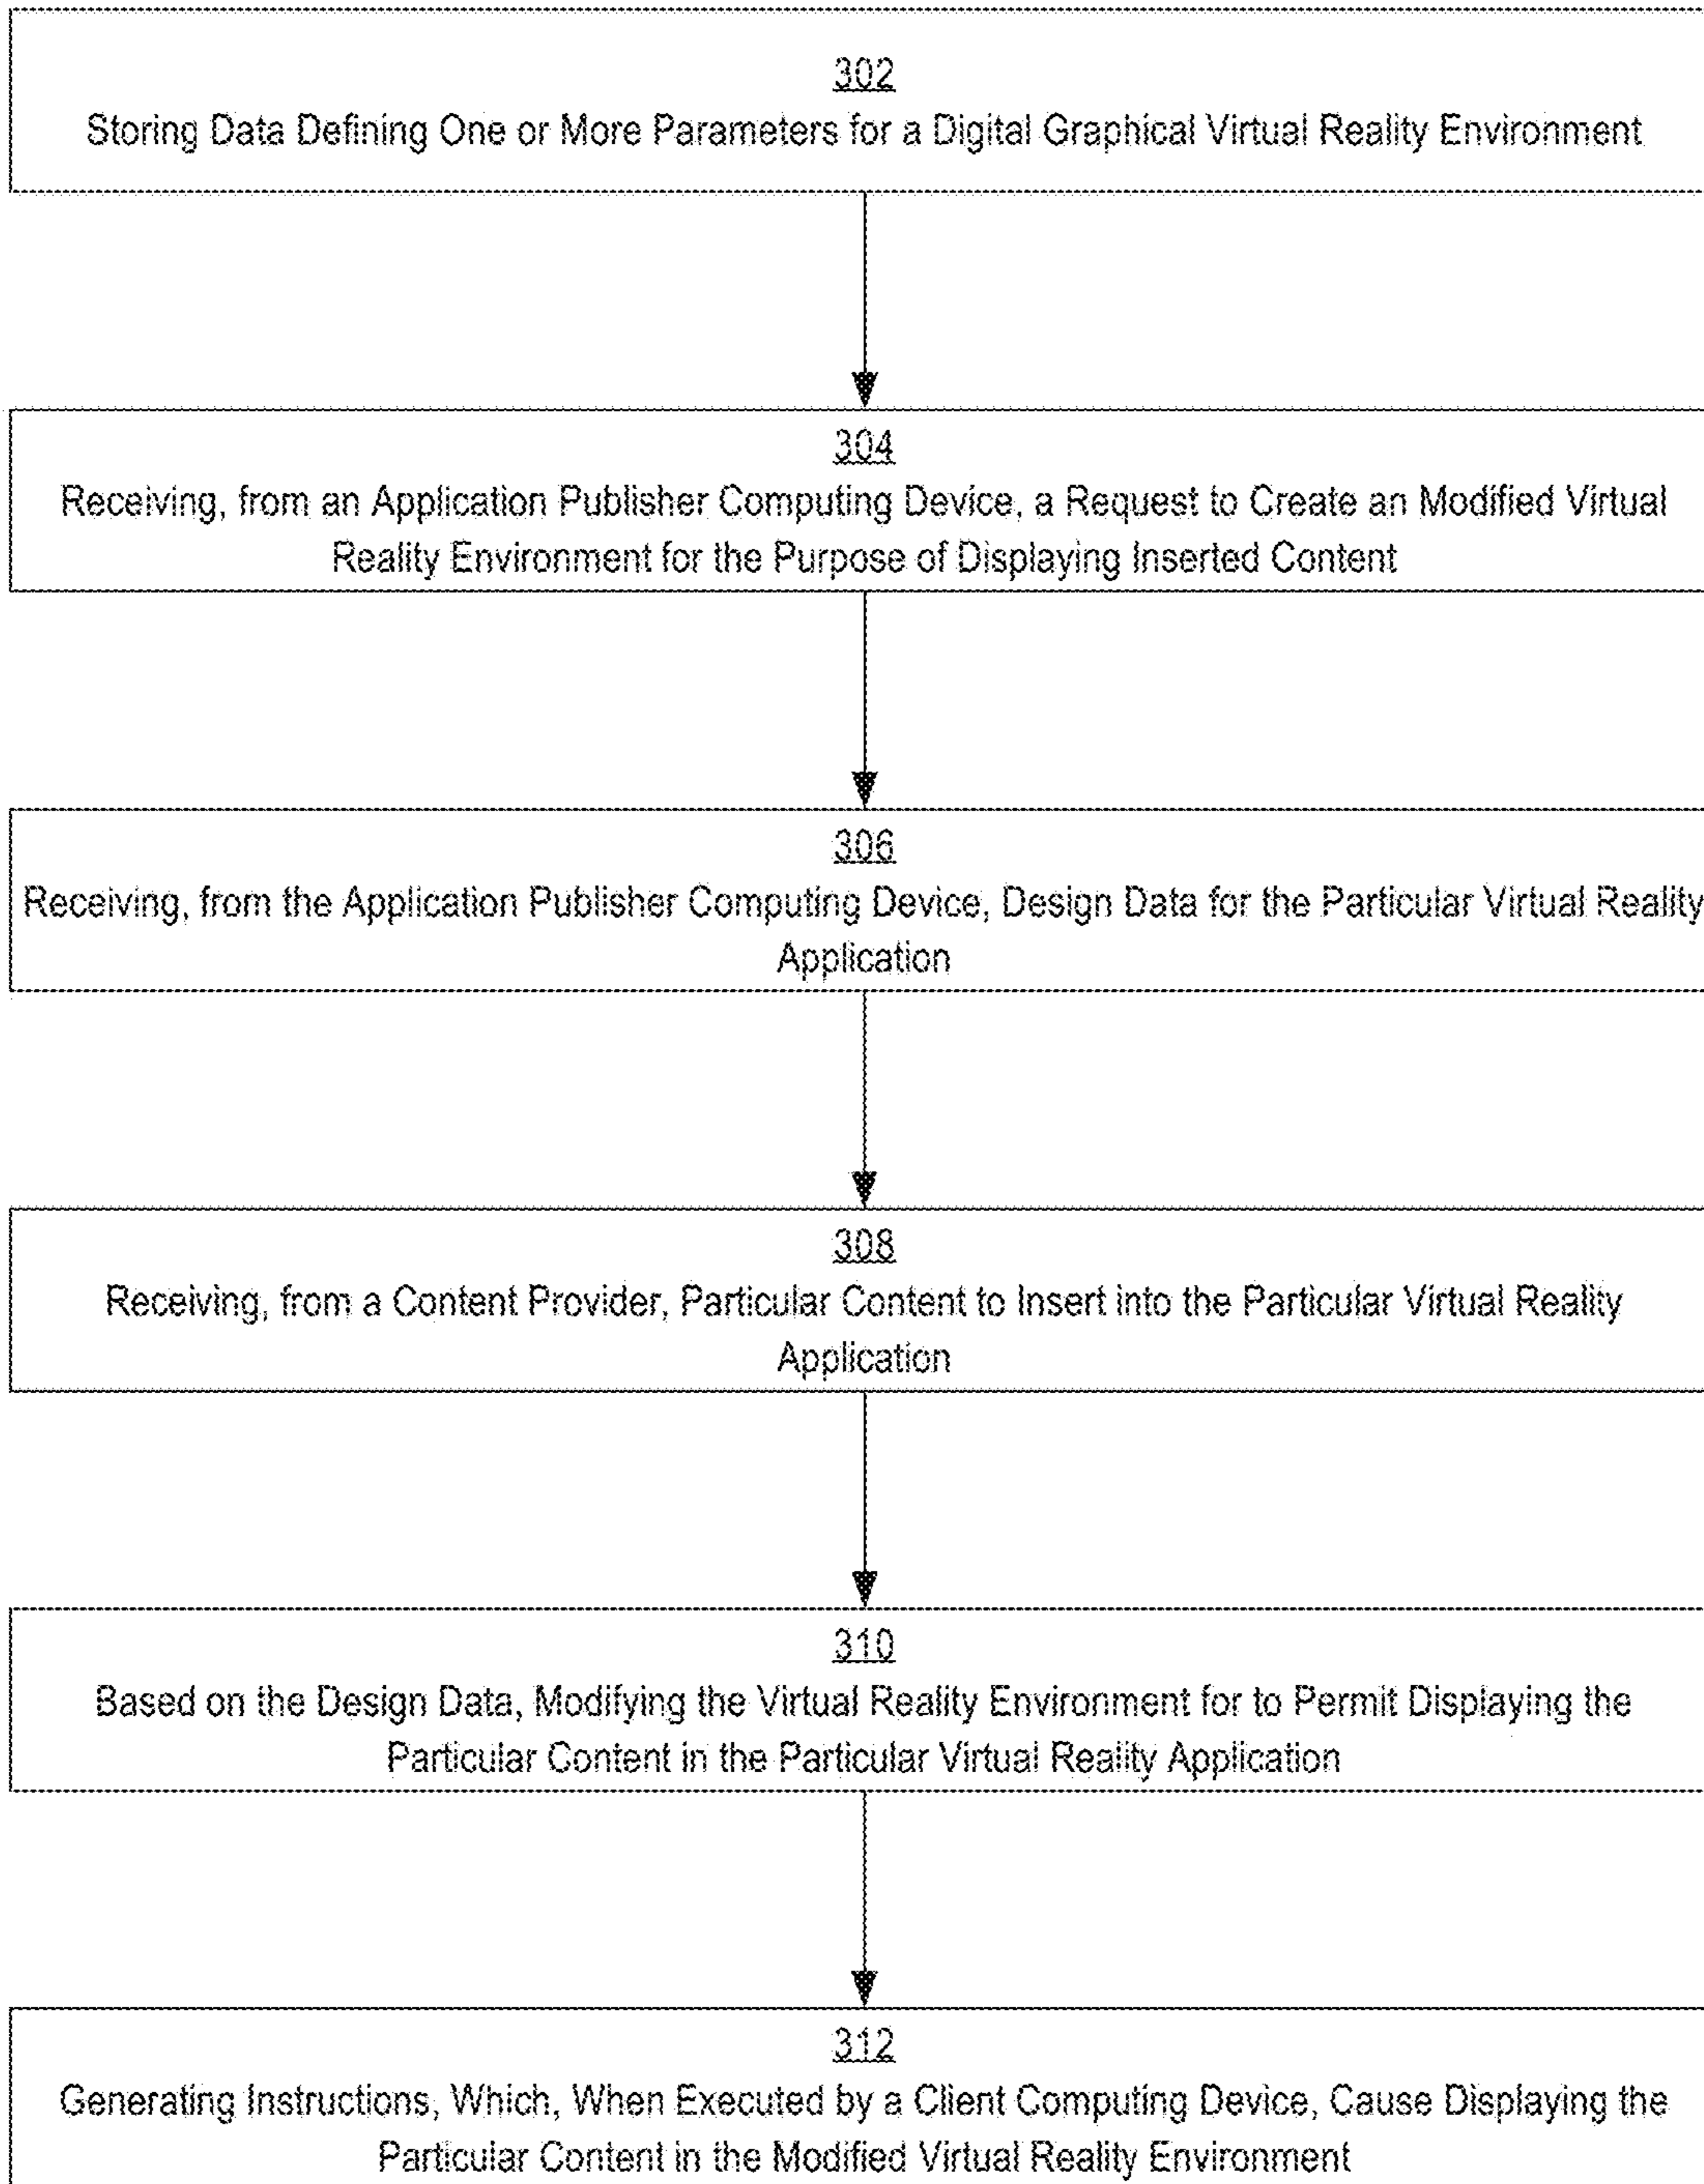 302
Storing Data Defining One or More Parameters for a Digital Graphical Virtual Reality Environment
304
Receiving, from an Application Publisher Computing Device, a Request to Create an Modified Virtual
Reality Environment for the Purpose of Displaying Inserted Content
306
Receiving, from the Application Publisher Computing Device, Design Data for the Particular Virtual Reality
Application
308
Receiving, from a Content Provider, Particular Content to Insert into the Particular Virtual Reality
Application
310
Based on the Design Data, Modifying the Virtual Reality Environment for to Permit Displaying the
Particular Content in the Particular Virtual Reality Application
312
Generating Instructions, Which, When Executed by a Client Computing Device, Cause Displaying the
Particular Content in the Modified Virtual Reality Environment